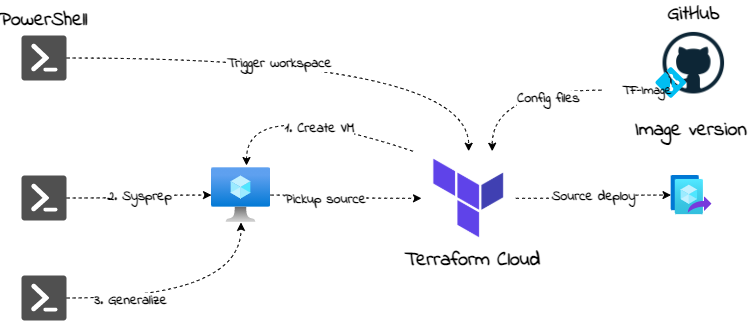 PowerShell
GitHub
Trigger workspace
TF-Image
Config files
1. Create VM
Image version
2. Sysprep
Pickup source
Source deploy
Terraform Cloud
3. Generalize